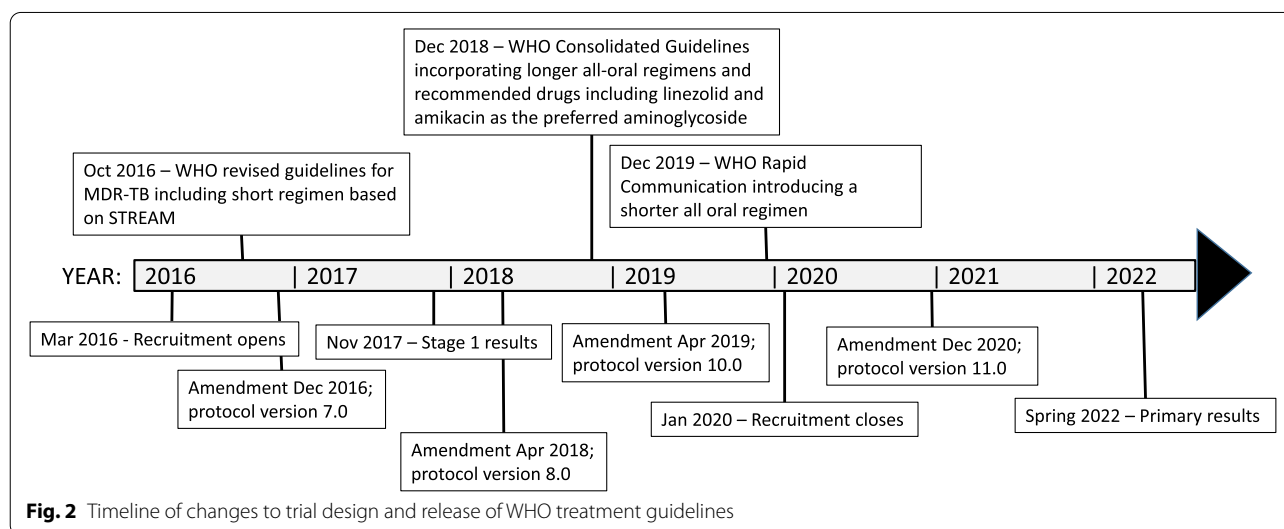 Dec 2018 – WHO Consolidated Guidelines
incorporating longer all-oral regimens and
recommended drugs including linezolid and
amikacin as the preferred aminoglycoside
Oct 2016 – WHO revised guidelines for
MDR-TB including short regimen based
on STREAM
Dec 2019 – WHO Rapid
Communication introducing a
shorter all oral regimen
YEAR: 2016 | 2017 | 2018 | 2019 | 2020 | 2021 | 2022
Mar 2016 - Recruitment opens
Amendment Dec 2016;
protocol version 7.0
Nov 2017 – Stage 1 results
Amendment Apr 2018;
protocol version 8.0
Amendment Apr 2019;
protocol version 10.0
Jan 2020 – Recruitment closes
Amendment Dec 2020;
protocol version 11.0
Spring 2022 – Primary results
Fig. 2 Timeline of changes to trial design and release of WHO treatment guidelines